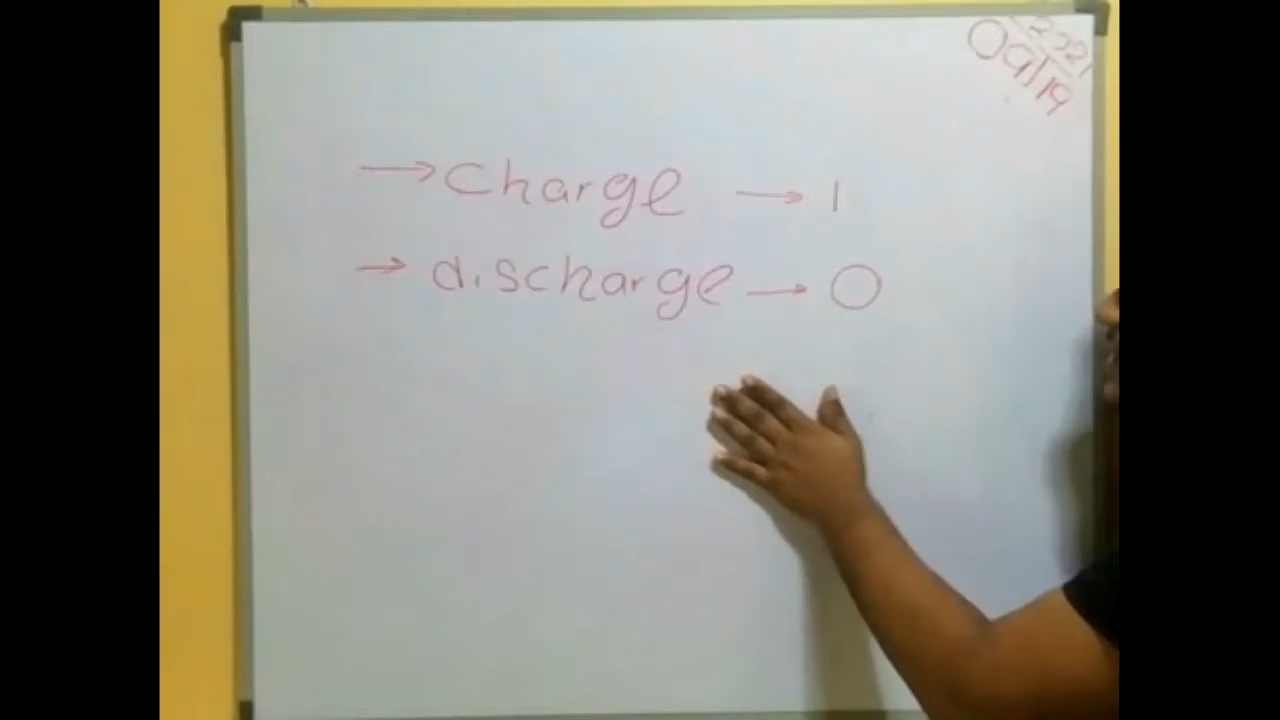 → Charge → 1
→ discharge → 0
2021
09/19